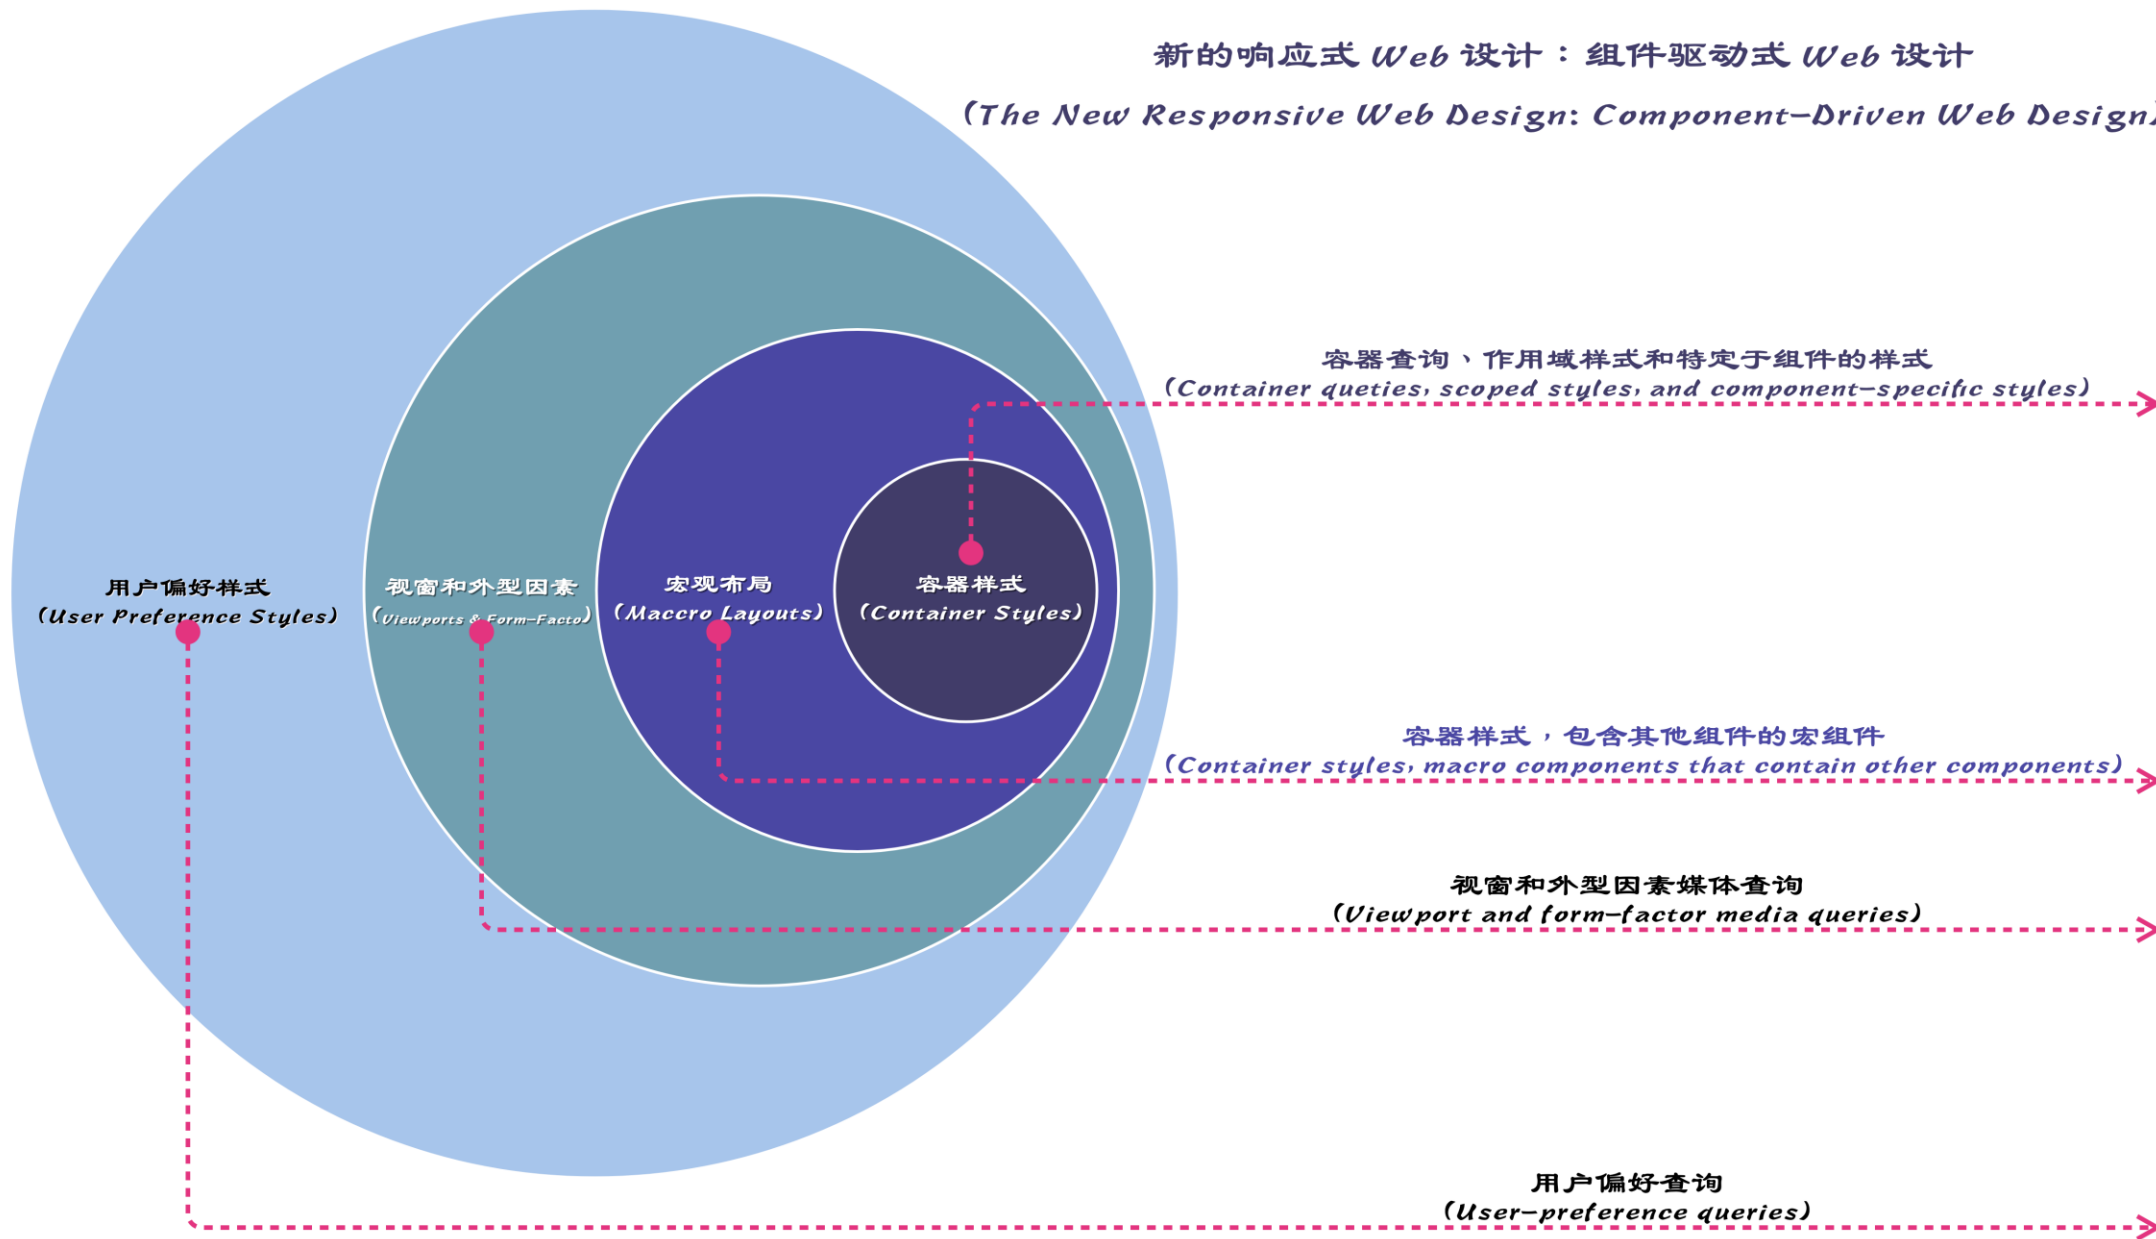 新的响应式 Web 设计：组件驱动式 Web 设计
(The New Responsive Web Design: Component-Driven Web Design)
容器查询、作用域样式和特定于组件的样式
(Container queties, scoped styles, and component-specific styles)
用户偏好样式
(User Preference Styles)
视窗和外型因素
(Viewports & Form-Facto)
宏观布局
(Maccro Layouts)
容器样式
(Container Styles)
容器样式，包含其他组件的宏组件
(Container styles, macro components that contain other components)
视窗和外型因素媒体查询
(Viewport and form-factor media queries)
用户偏好查询
(User-preference queries)